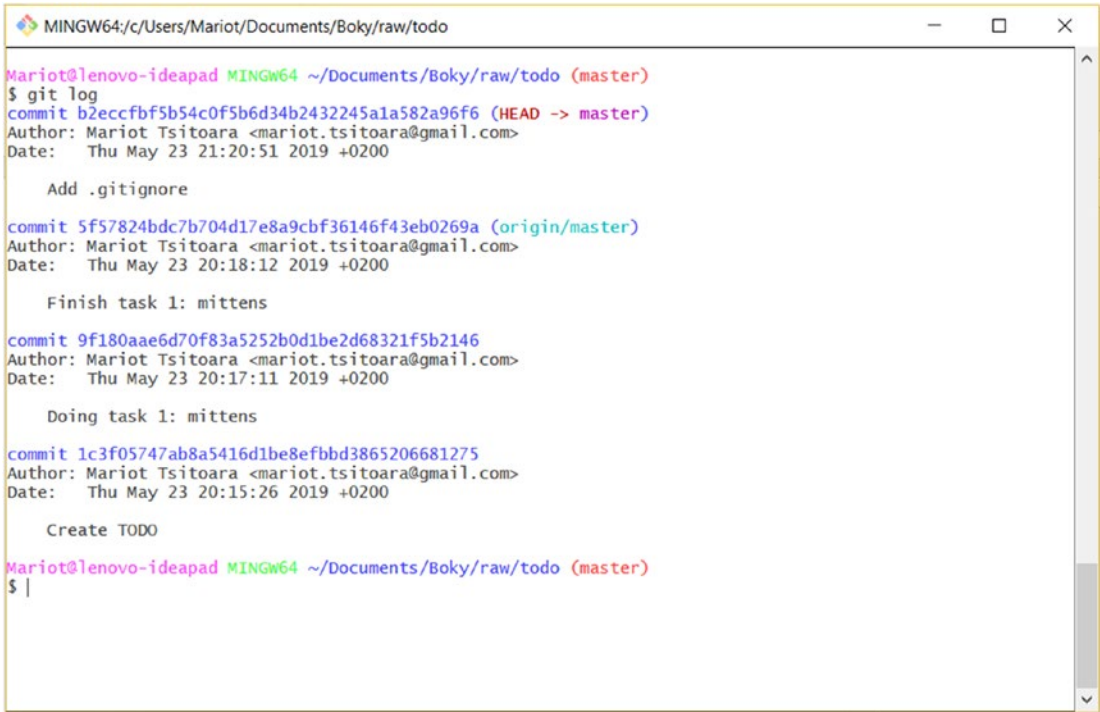 MINGW64:/c/Users/Mariot/Documents/Boky/raw/todo
Mariot@lenovo-ideapad MINGW64 ~/Documents/Boky/raw/todo (master)
$ git log
commit b2eccfbf5b54c0f5b6d34b2432245a1a582a96f6 (HEAD -> master)
Author: Mariot Tsitoara <mariot.tsitoara@gmail.com>
Date:   Thu May 23 21:20:51 2019 +0200
    Add .gitignore
commit 5f57824bdc7b704d17e8a9cbf36146f43eb0269a (origin/master)
Author: Mariot Tsitoara <mariot.tsitoara@gmail.com>
Date:   Thu May 23 20:18:12 2019 +0200
    Finish task 1: mittens
commit 9f180aae6d70f83a5252b0d1be2d68321f5b2146
Author: Mariot Tsitoara <mariot.tsitoara@gmail.com>
Date:   Thu May 23 20:17:11 2019 +0200
    Doing task 1: mittens
commit 1c3f05747ab8a5416d1be8efbbd3865206681275
Author: Mariot Tsitoara <mariot.tsitoara@gmail.com>
Date:   Thu May 23 20:15:26 2019 +0200
    Create TODO
Mariot@lenovo-ideapad MINGW64 ~/Documents/Boky/raw/todo (master)
$